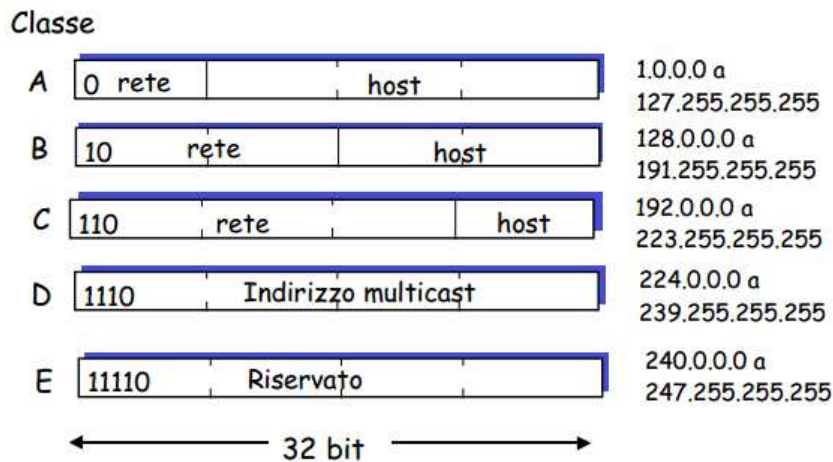 Classe
A
0 rete
host
1.0.0.0 a
127.255.255.255
B
10
rete
host
128.0.0.0 a
191.255.255.255
C
110
rete
host
192.0.0.0 a
223.255.255.255
D
1110
Indirizzo multicast
224.0.0.0 a
239.255.255.255
E
11110
Riservato
240.0.0.0 a
247.255.255.255
32 bit